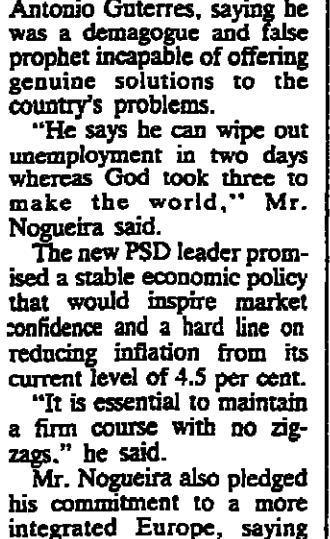 Antonio Guterres, saying he
was a demagogue and false
prophet incapable of offering
genuine solutions to the
country's problems.
"He says he can wipe out
unemployment in two days
whereas God took three to
make the world," Mr.
Nogueira said.
The new PSD leader prom-
ised a stable economic policy
that would inspire market
confidence and a hard line on
reducing inflation from its
current level of 4.5 per cent.
"It is essential to maintain
a firm course with no zig-
zags." he said.
Mr. Nogueira also pledged
his commitment to a more
integrated Europe, saying